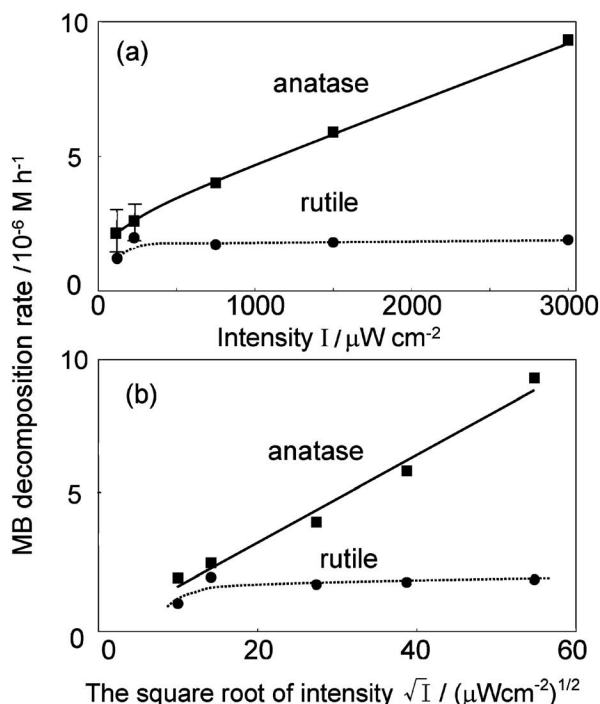 MB decomposition rate /10⁻⁶ M h⁻¹
(a)
10
anatase
5
rutile
0
0 1000 2000 3000
Intensity I / μW cm⁻²
(b)
10
anatase
5
rutile
0
0 20 40 60
The square root of intensity √I / (μWcm⁻²)¹/²